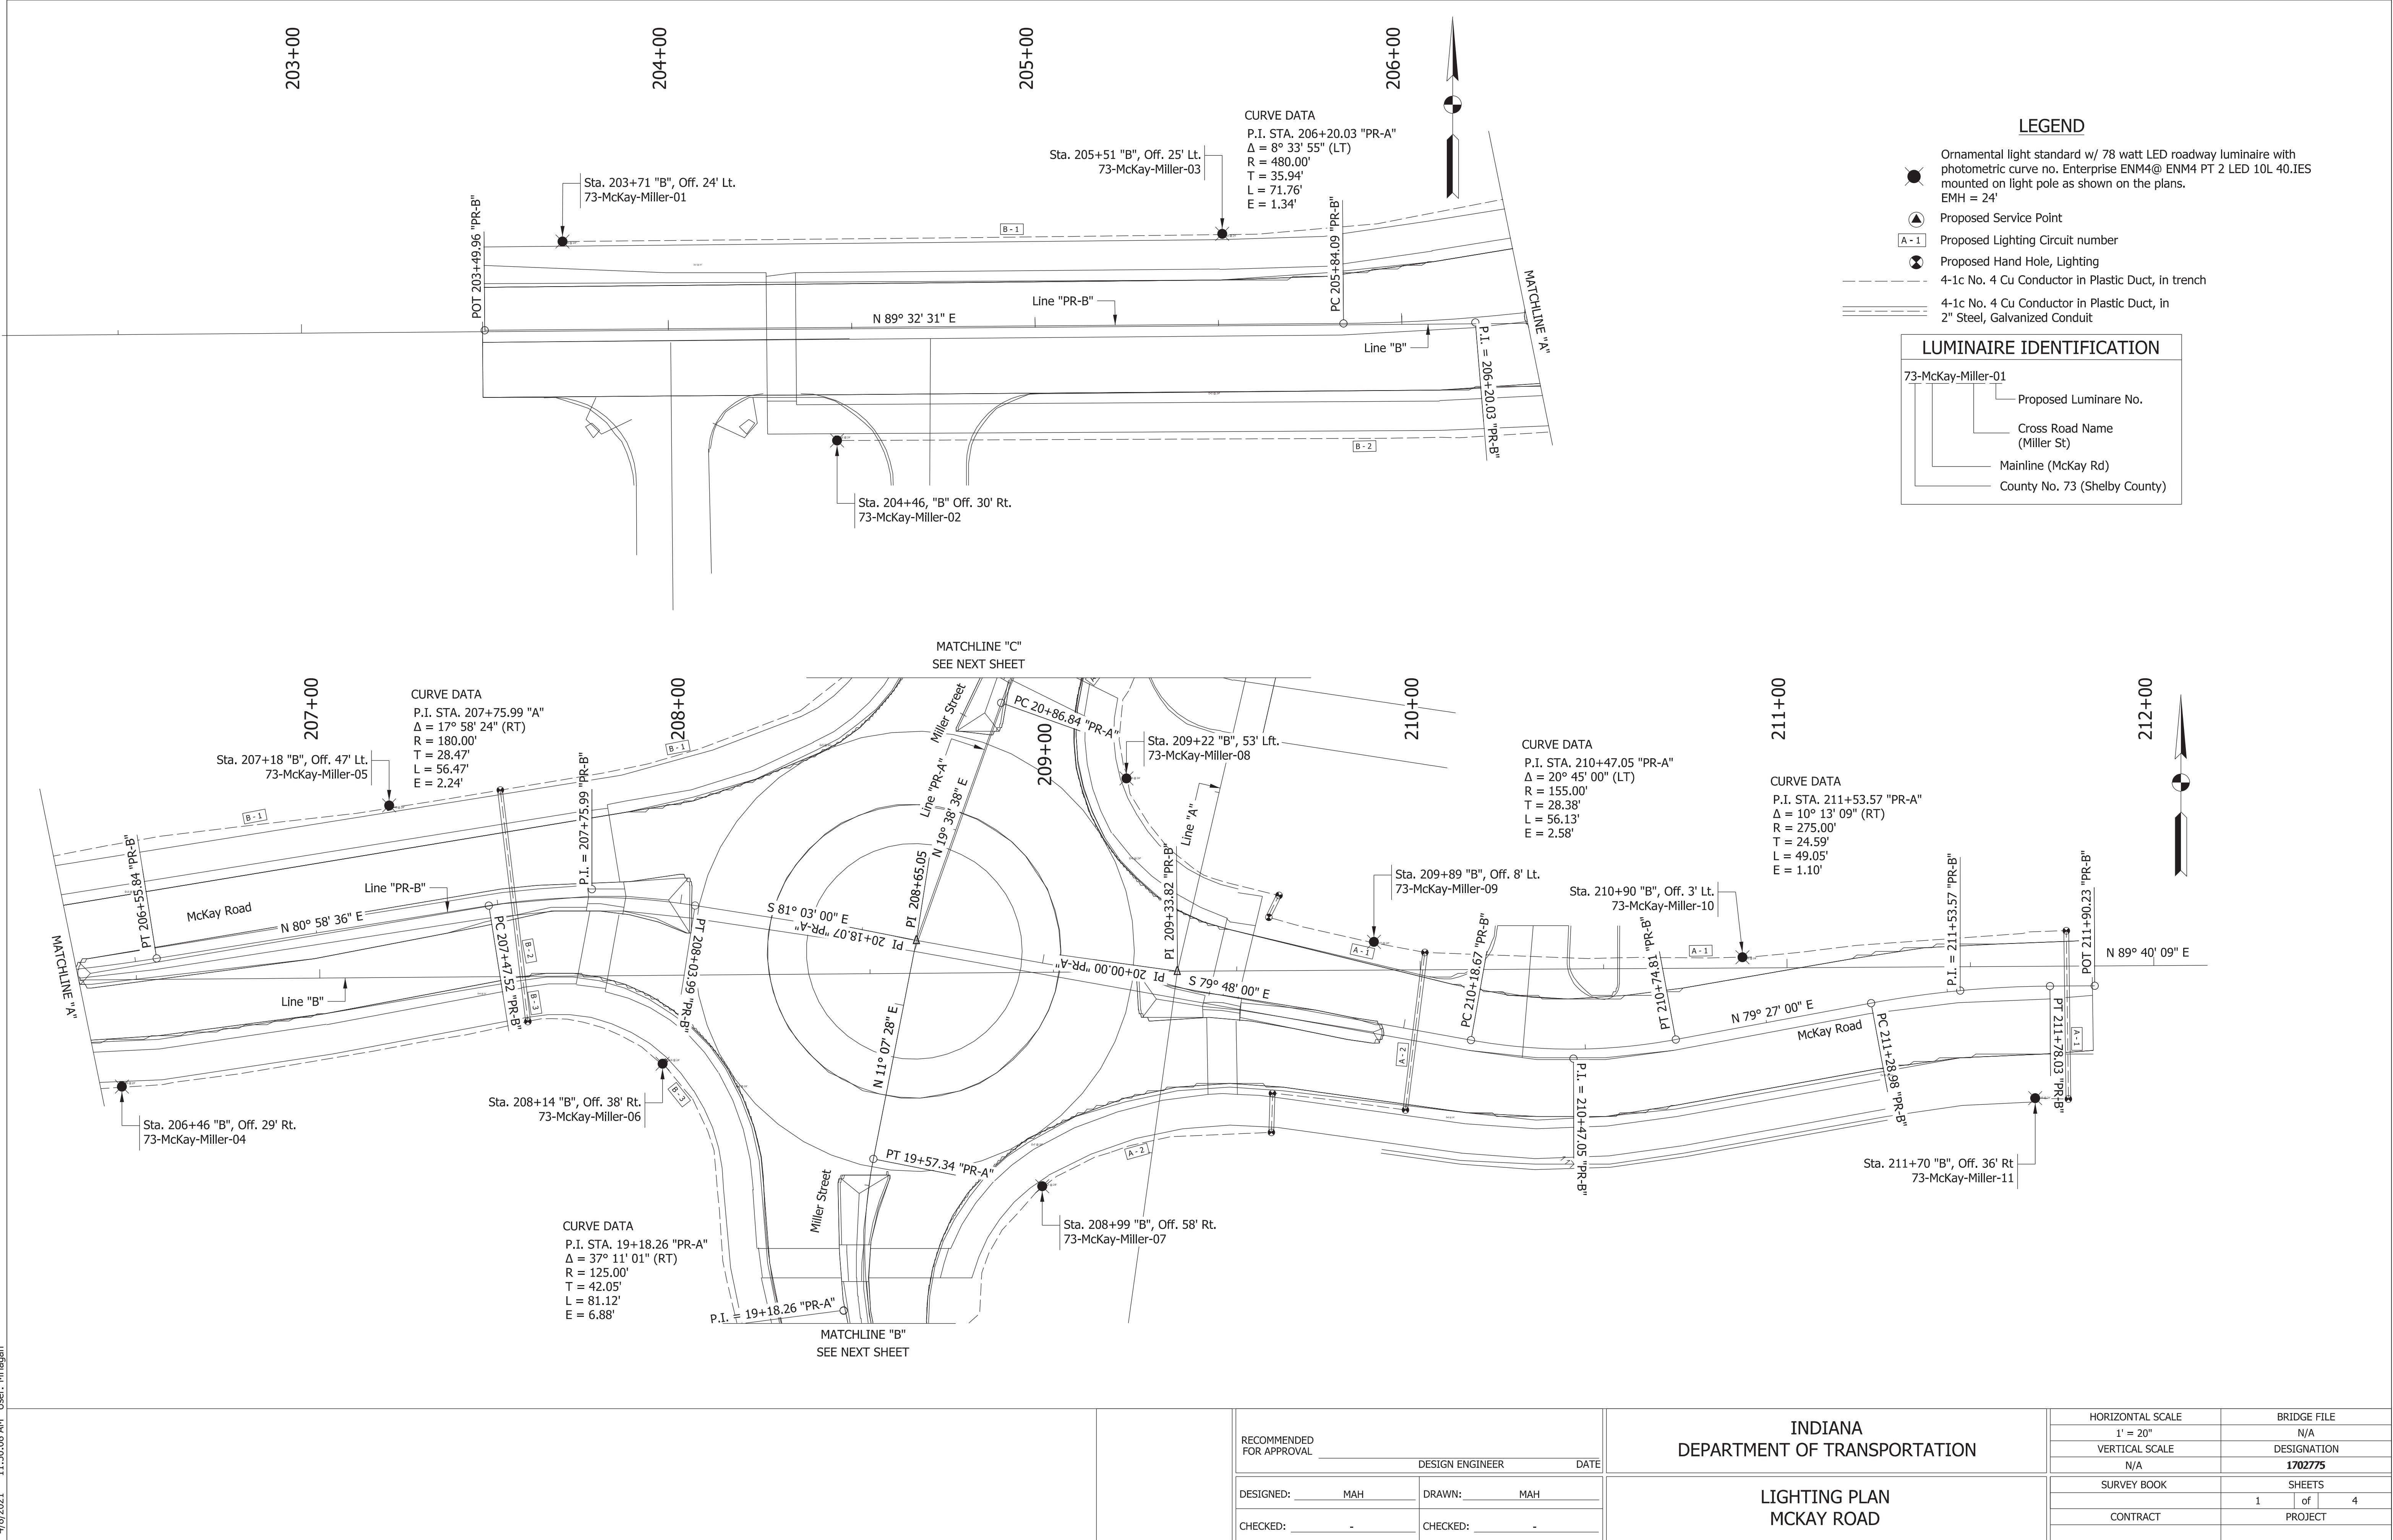 203+00
204+00
205+00
206+00
CURVE DATA
P.I. STA. 206+20.03 "PR-A"
Δ = 8° 33' 55" (LT)
R = 480.00'
T = 35.94'
L = 71.76'
E = 1.34'
Sta. 205+51 "B", Off. 25' Lt.
73-McKay-Miller-03
Sta. 203+71 "B", Off. 24' Lt.
73-McKay-Miller-01
POT 203+49.96 "PR-B"
B - 1
PC 205+84.09 "PR-B"
MATCHLINE "A"
Line "PR-B"
N 89° 32' 31" E
Line "B"
P.I. = 206+20.03 "PR-B"
B - 2
Sta. 204+46, "B" Off. 30' Rt.
73-McKay-Miller-02
LEGEND
Ornamental light standard w/ 78 watt LED roadway luminaire with
photometric curve no. Enterprise ENM4@ ENM4 PT 2 LED 10L 40.IES
mounted on light pole as shown on the plans.
EMH = 24'
Proposed Service Point
A - 1 Proposed Lighting Circuit number
Proposed Hand Hole, Lighting
4-1c No. 4 Cu Conductor in Plastic Duct, in trench
4-1c No. 4 Cu Conductor in Plastic Duct, in
2" Steel, Galvanized Conduit
LUMINAIRE IDENTIFICATION
73-McKay-Miller-01
Proposed Luminare No.
Cross Road Name
(Miller St)
Mainline (McKay Rd)
County No. 73 (Shelby County)
MATCHLINE "C"
SEE NEXT SHEET
207+00
208+00
209+00
210+00
211+00
212+00
CURVE DATA
P.I. STA. 207+75.99 "A"
Δ = 17° 58' 24" (RT)
R = 180.00'
T = 28.47'
L = 56.47'
E = 2.24'
Sta. 207+18 "B", Off. 47' Lt.
73-McKay-Miller-05
B - 1
B - 1
P.I. = 207+75.99 "PR-B"
Miller Street
PC 20+86.84 "PR-A"
Line "PR-A"
N 19° 38' 38" E
Sta. 209+22 "B", 53' Lft.
73-McKay-Miller-08
Line "A"
CURVE DATA
P.I. STA. 210+47.05 "PR-A"
Δ = 20° 45' 00" (LT)
R = 155.00'
T = 28.38'
L = 56.13'
E = 2.58'
CURVE DATA
P.I. STA. 211+53.57 "PR-A"
Δ = 10° 13' 09" (RT)
R = 275.00'
T = 24.59'
L = 49.05'
E = 1.10'
PT 206+55.84 "PR-B"
McKay Road
Line "PR-B"
N 80° 58' 36" E
MATCHLINE "A"
Line "B"
PC 207+47.52 "PR-B"
B - 2
B - 3
PT 208+03.99 "PR-B"
S 81° 03' 00" E
PI 20+18.07 "PR-A"
PI 208+65.05
PI 209+33.82 "PR-B"
PI 20+00.00 "PR-A"
S 79° 48' 00" E
N 11° 07' 28" E
Sta. 209+89 "B", Off. 8' Lt.
73-McKay-Miller-09
A - 1
A - 2
PC 210+18.67 "PR-B"
P.I. = 210+47.05 "PR-B"
PT 210+74.81 "PR-B"
Sta. 210+90 "B", Off. 3' Lt.
73-McKay-Miller-10
A - 1
N 79° 27' 00" E
McKay Road
PC 211+28.98 "PR-B"
P.I. = 211+53.57 "PR-B"
PT 211+78.03 "PR-B"
POT 211+90.23 "PR-B"
A - 1
N 89° 40' 09" E
Sta. 206+46 "B", Off. 29' Rt.
73-McKay-Miller-04
Sta. 208+14 "B", Off. 38' Rt.
73-McKay-Miller-06
B - 3
PT 19+57.34 "PR-A"
Miller Street
A - 2
Sta. 208+99 "B", Off. 58' Rt.
73-McKay-Miller-07
Sta. 211+70 "B", Off. 36' Rt
73-McKay-Miller-11
CURVE DATA
P.I. STA. 19+18.26 "PR-A"
Δ = 37° 11' 01" (RT)
R = 125.00'
T = 42.05'
L = 81.12'
E = 6.88'
P.I. = 19+18.26 "PR-A"
MATCHLINE "B"
SEE NEXT SHEET
RECOMMENDED
FOR APPROVAL
DESIGN ENGINEER DATE
DESIGNED: MAH DRAWN: MAH
CHECKED: - CHECKED: -
INDIANA
DEPARTMENT OF TRANSPORTATION
LIGHTING PLAN
MCKAY ROAD
HORIZONTAL SCALE BRIDGE FILE
1' = 20" N/A
VERTICAL SCALE DESIGNATION
N/A 1702775
SURVEY BOOK SHEETS
1 of 4
CONTRACT PROJECT